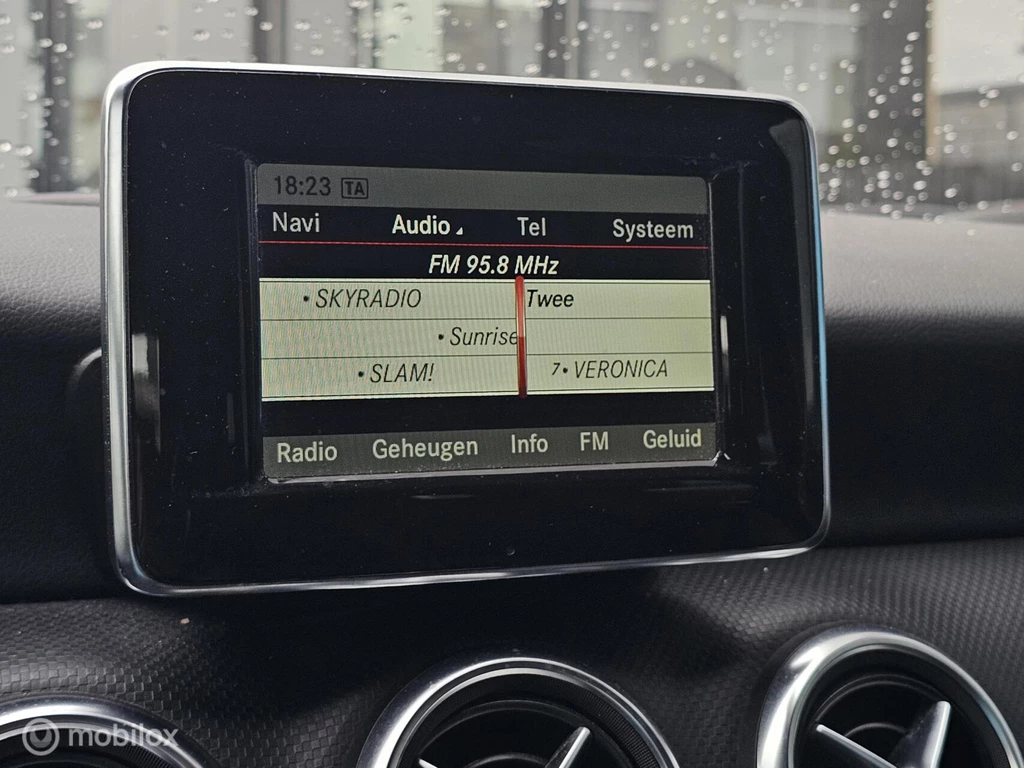 18:23 TA
Navi Audio Tel Systeem
FM 95.8 MHz
• SKYRADIO Twee
• Sunrise
• SLAM! 7• VERONICA
Radio Geheugen Info FM Geluid
mobilox